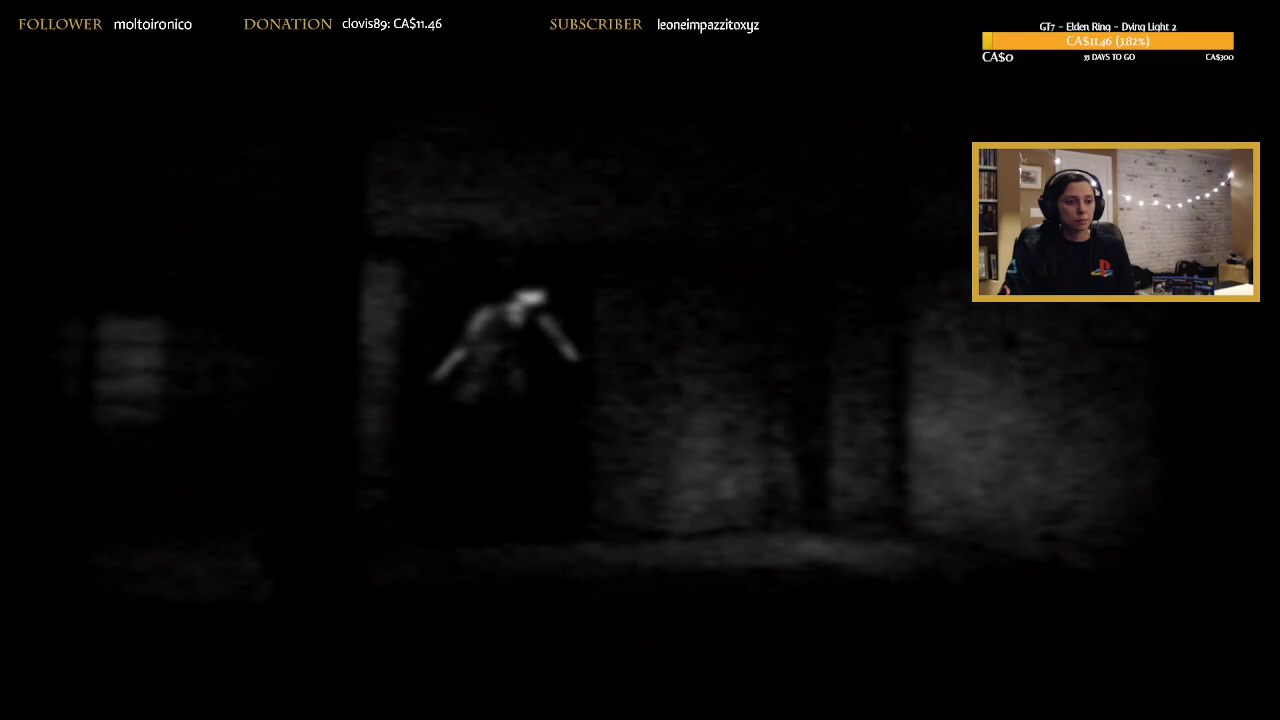 FOLLOWER moltoironico DONATION clovis89: CA$11.46 SUBSCRIBER leoneimpazzitoxyz
GT7 - Elden Ring - Dying Light 2
CA$11.46 (3.82%)
CA$0 33 DAYS TO GO CA$300